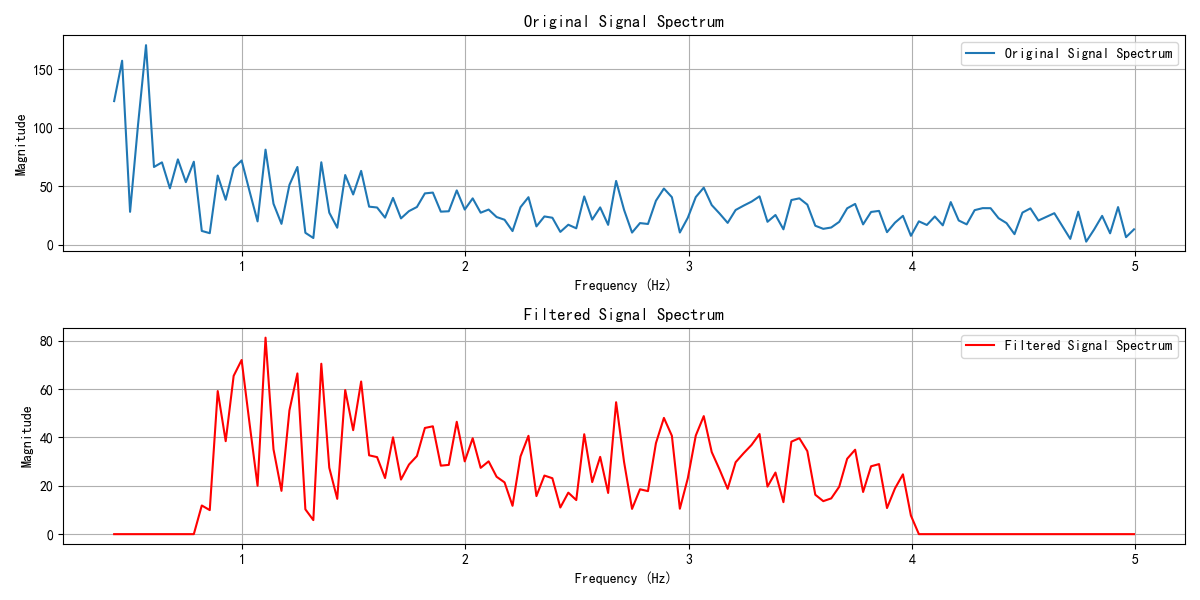 Original Signal Spectrum
Original Signal Spectrum
Magnitude
150
100
50
0
1 2 3 4 5
Frequency (Hz)
Filtered Signal Spectrum
Filtered Signal Spectrum
Magnitude
80
60
40
20
0
1 2 3 4 5
Frequency (Hz)